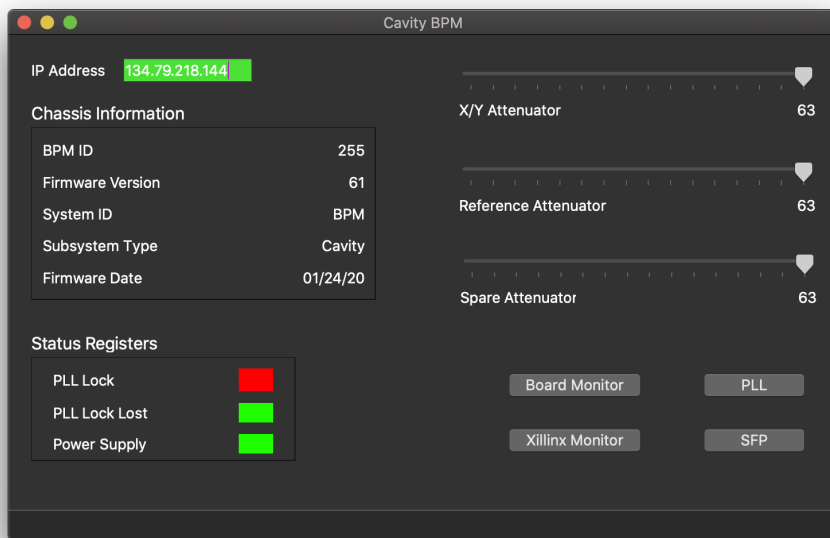 Cavity BPM
IP Address 134.79.218.144
Chassis Information
BPM ID 255
Firmware Version 61
System ID BPM
Subsystem Type Cavity
Firmware Date 01/24/20
Status Registers
PLL Lock
PLL Lock Lost
Power Supply
X/Y Attenuator 63
Reference Attenuator 63
Spare Attenuator 63
Board Monitor PLL
Xillinx Monitor SFP